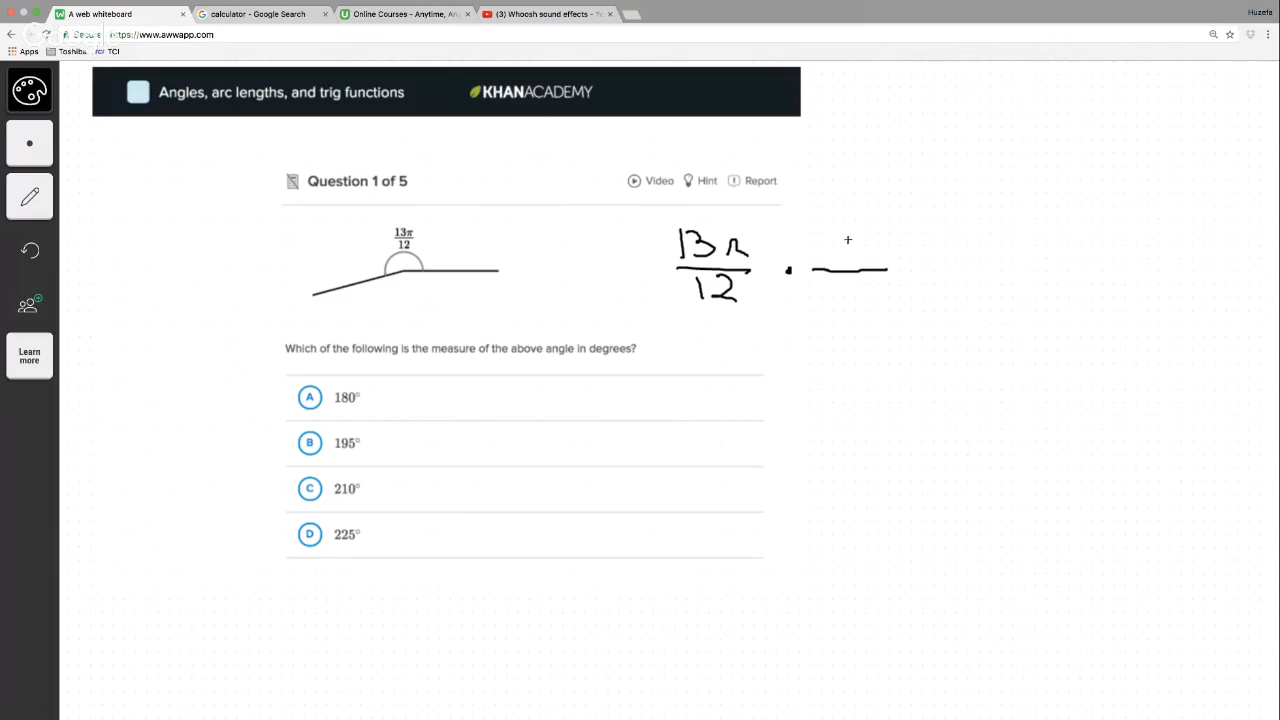 A web whiteboard
calculator - Google Search
Online Courses - Anytime, An
(3) Whoosh sound effects - Yo
Huzefa
Secure
https://www.awwapp.com
Apps
Toshiba
TCI
Angles, arc lengths, and trig functions
KHANACADEMY
Question 1 of 5
Video
Hint
Report
13π
12
13π
12
·
Learn
more
Which of the following is the measure of the above angle in degrees?
A 180°
B 195°
C 210°
D 225°